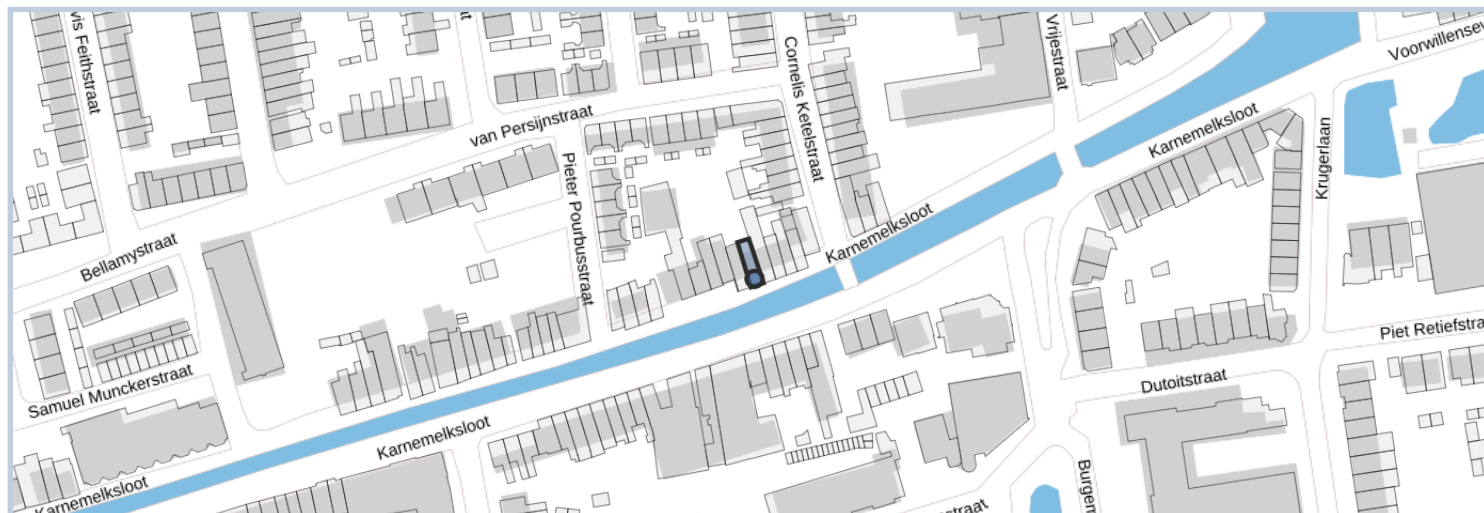 Vrijestraat
Voorwillensew
Cornelis Ketelstraat
vis Feithstraat
van Persijnstraat
Karnemelksloot
Krugerlaan
Pieter Pourbusstraat
Karnemelksloot
Bellamystraat
Piet Retiefstra
Samuel Munckerstraat
Dutoitstraat
Karnemelksloot
Burgem
Karnemelksloot
straat